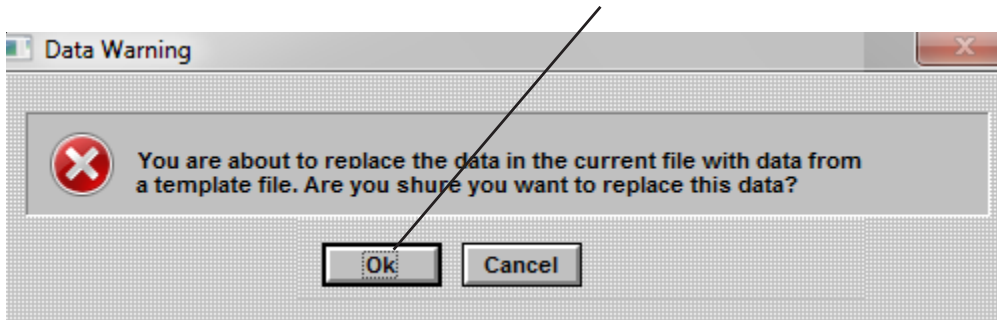 Data Warning
You are about to replace the data in the current file with data from
a template file. Are you shure you want to replace this data?
Ok
Cancel